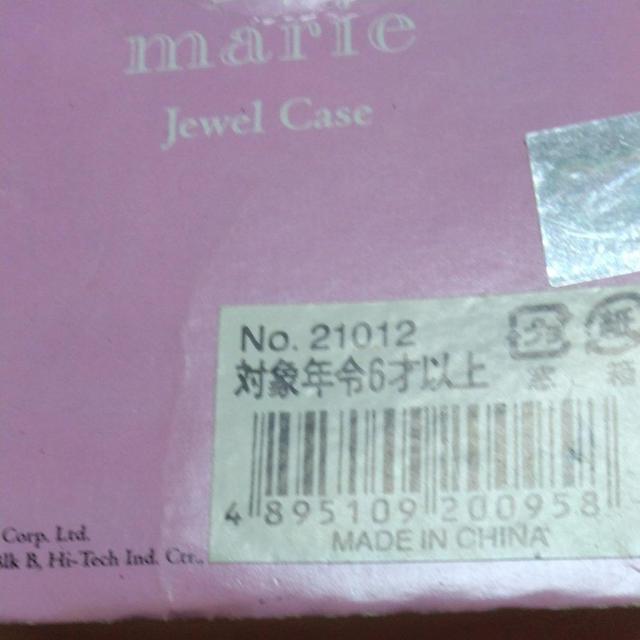 marie
Jewel Case
No. 21012
対象年令6才以上
箱
4 895109 200958
MADE IN CHINA
Corp. Ltd.
Blk B, Hi-Tech Ind. Ctr.,